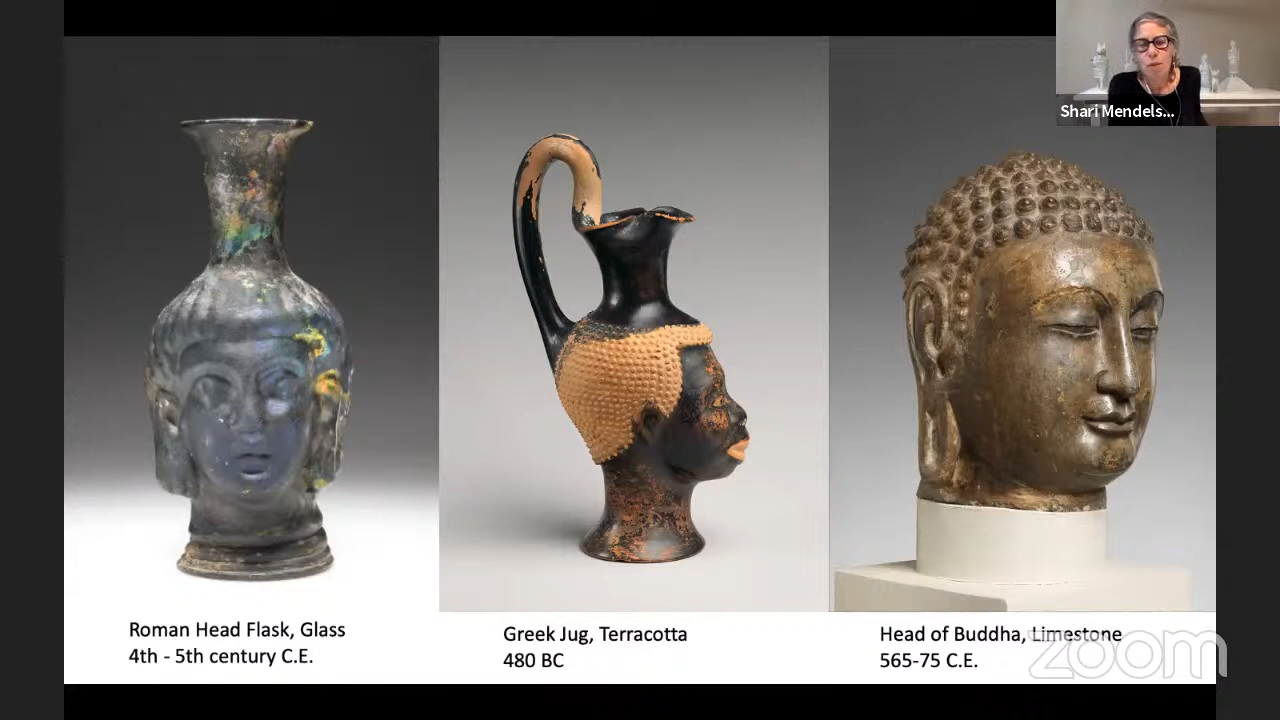 Shari Mendels...
Roman Head Flask, Glass
4th - 5th century C.E.
Greek Jug, Terracotta
480 BC
Head of Buddha, Limestone
565-75 C.E.
zoom